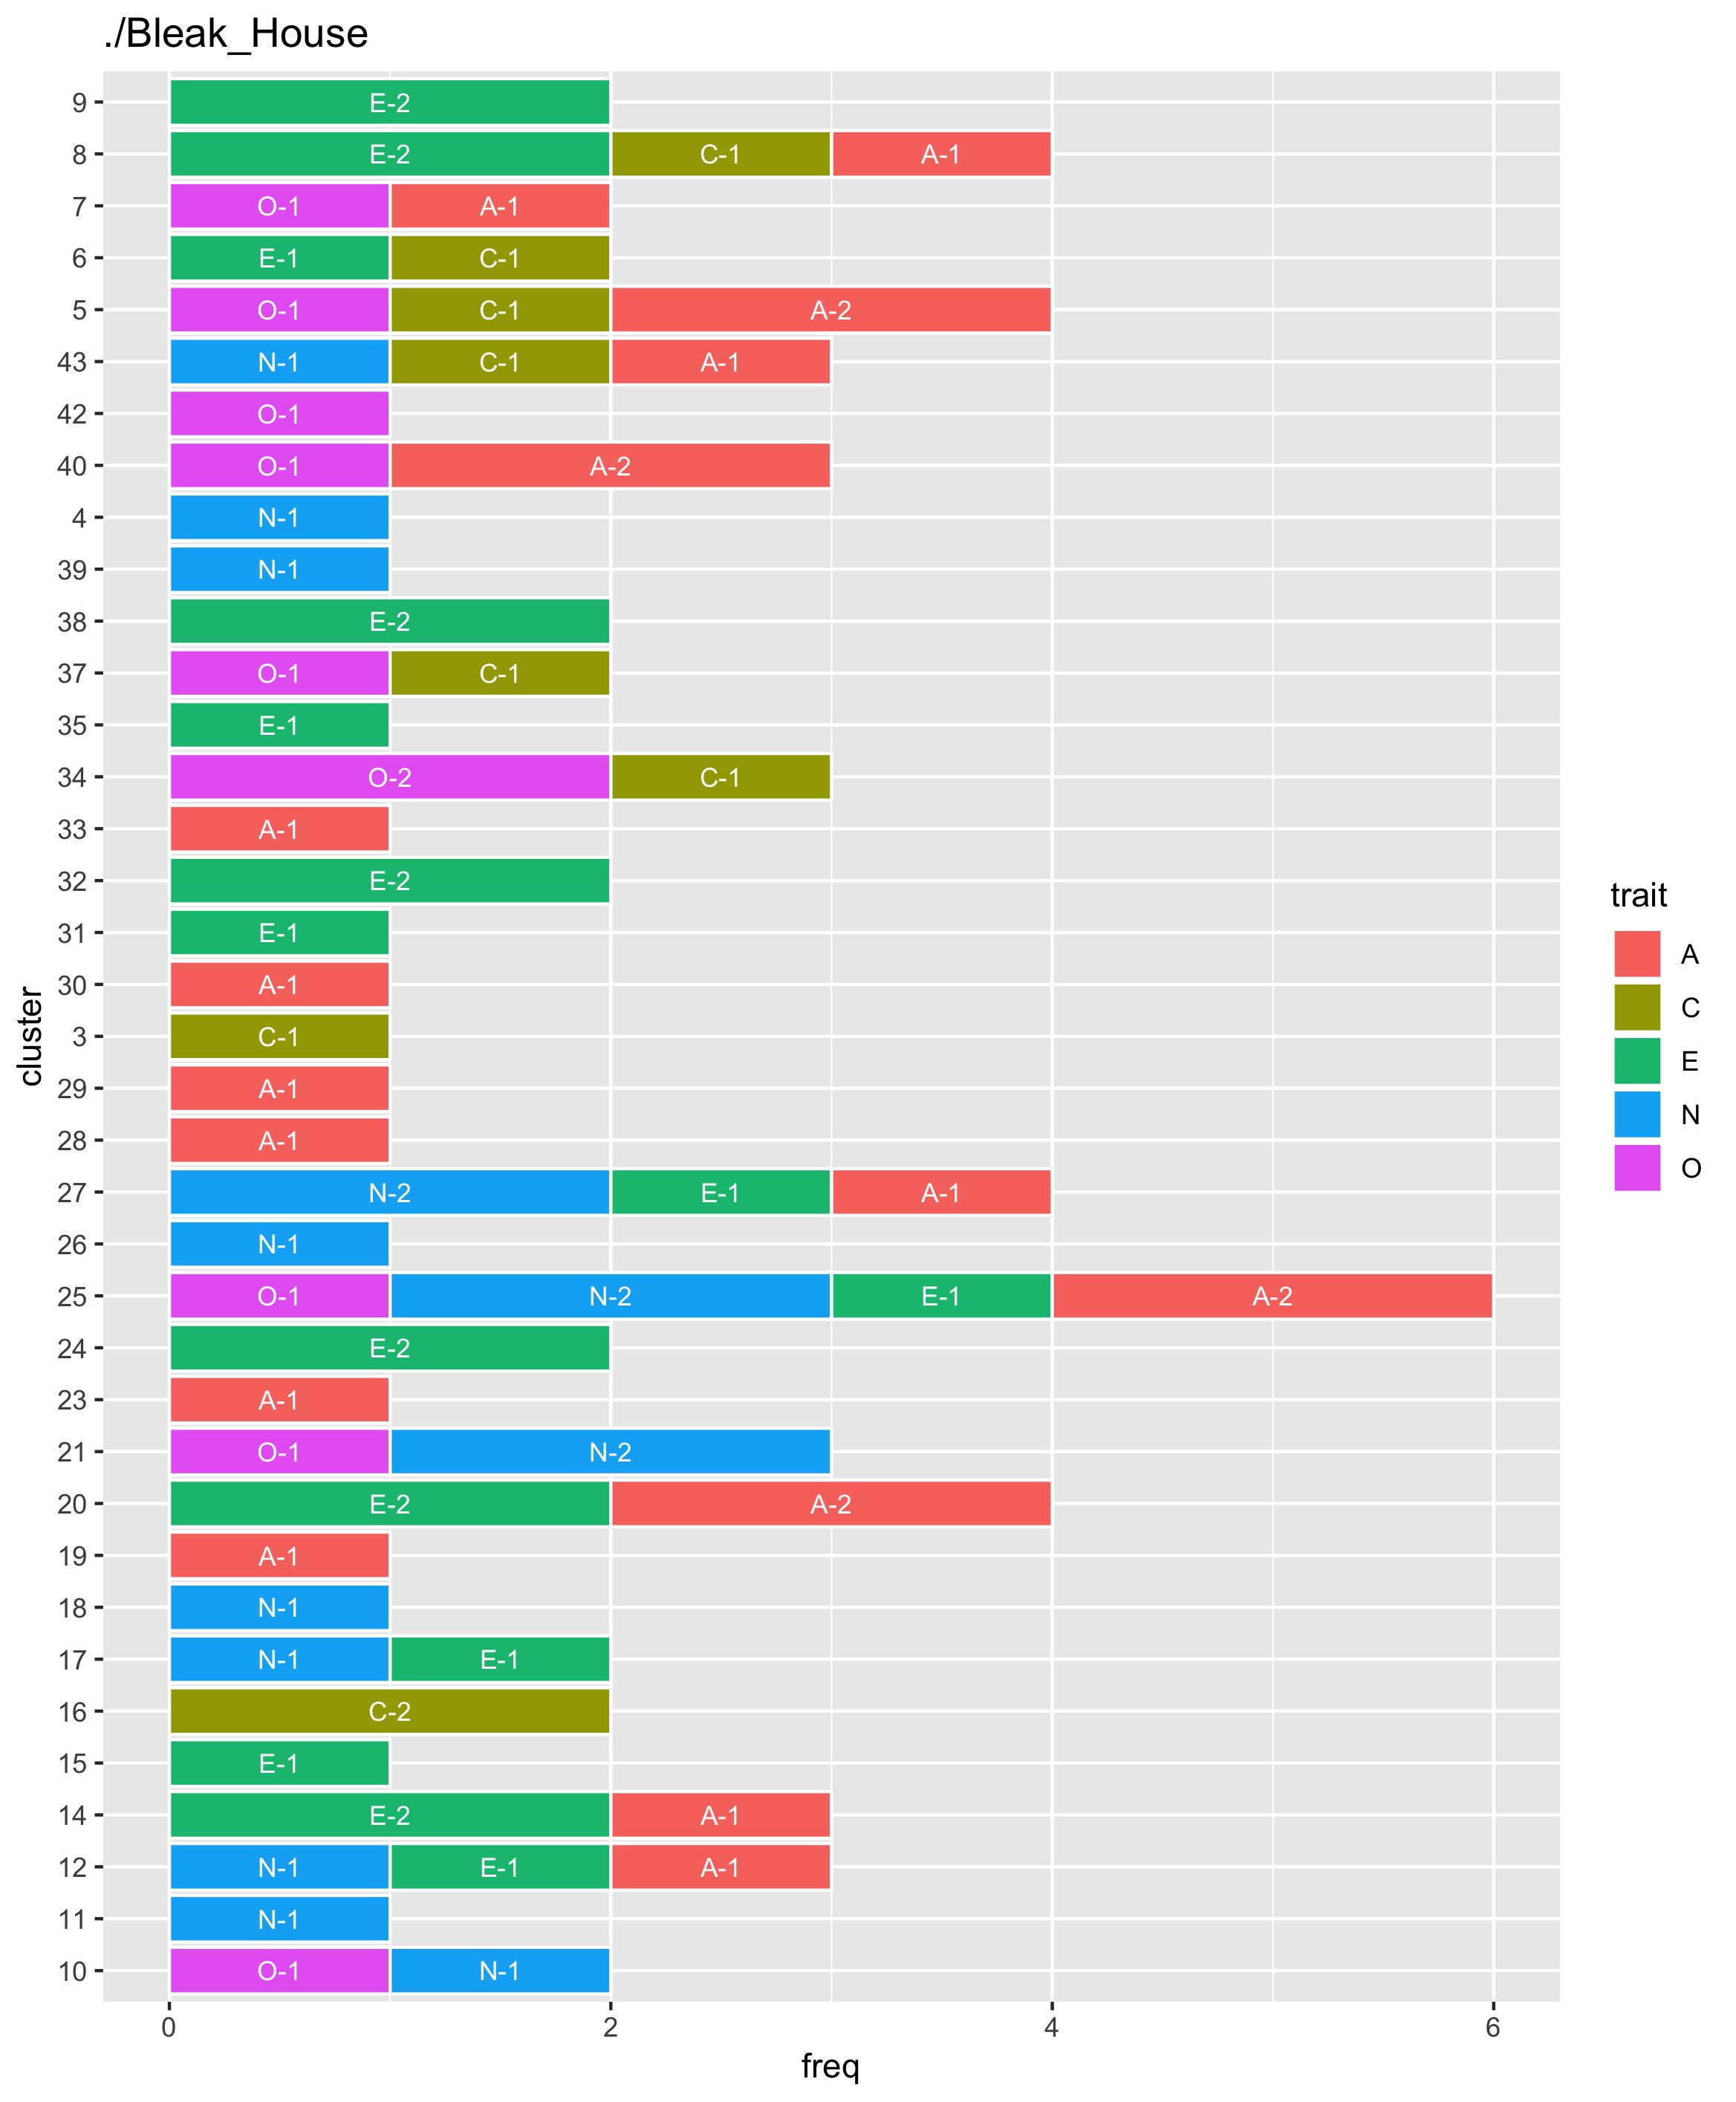 ./Bleak_House
9 E-2
8 E-2 C-1 A-1
7 O-1 A-1
6 E-1 C-1
5 O-1 C-1 A-2
43 N-1 C-1 A-1
42 O-1
40 O-1 A-2
4 N-1
39 N-1
38 E-2
37 O-1 C-1
35 E-1
34 O-2 C-1
33 A-1
32 E-2
31 E-1
30 A-1
3 C-1
29 A-1
28 A-1
27 N-2 E-1 A-1
26 N-1
25 O-1 N-2 E-1 A-2
24 E-2
23 A-1
21 O-1 N-2
20 E-2 A-2
19 A-1
18 N-1
17 N-1 E-1
16 C-2
15 E-1
14 E-2 A-1
12 N-1 E-1 A-1
11 N-1
10 O-1 N-1
0 2 4 6
freq
cluster
trait
A
C
E
N
O